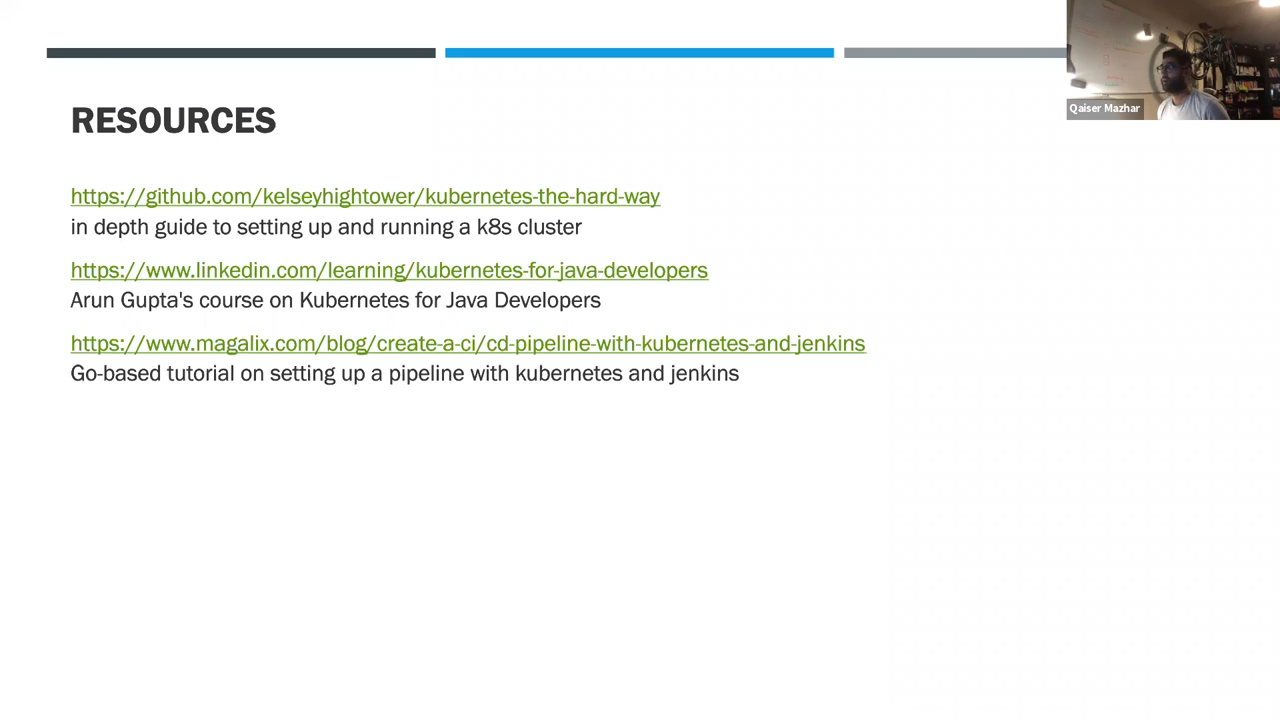 RESOURCES
https://github.com/kelseyhightower/kubernetes-the-hard-way
in depth guide to setting up and running a k8s cluster
https://www.linkedin.com/learning/kubernetes-for-java-developers
Arun Gupta's course on Kubernetes for Java Developers
https://www.magalix.com/blog/create-a-ci/cd-pipeline-with-kubernetes-and-jenkins
Go-based tutorial on setting up a pipeline with kubernetes and jenkins
Qaiser Mazhar